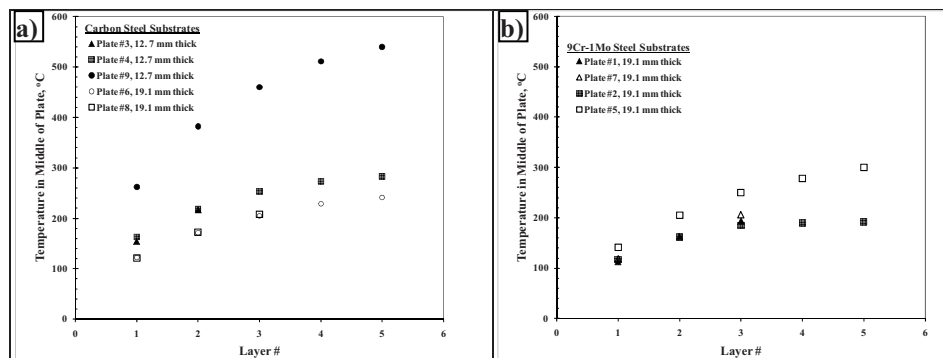 a)
600
500
400
300
200
100
0
Temperature in Middle of Plate, °C
Carbon Steel Substrates
Plate #3, 12.7 mm thick
Plate #4, 12.7 mm thick
Plate #9, 12.7 mm thick
Plate #6, 19.1 mm thick
Plate #8, 19.1 mm thick
0 1 2 3 4 5 6
Layer #
b)
600
500
400
300
200
100
0
Temperature in Middle of Plate, °C
9Cr-1Mo Steel Substrates
Plate #1, 19.1 mm thick
Plate #7, 19.1 mm thick
Plate #2, 19.1 mm thick
Plate #5, 19.1 mm thick
0 1 2 3 4 5 6
Layer #